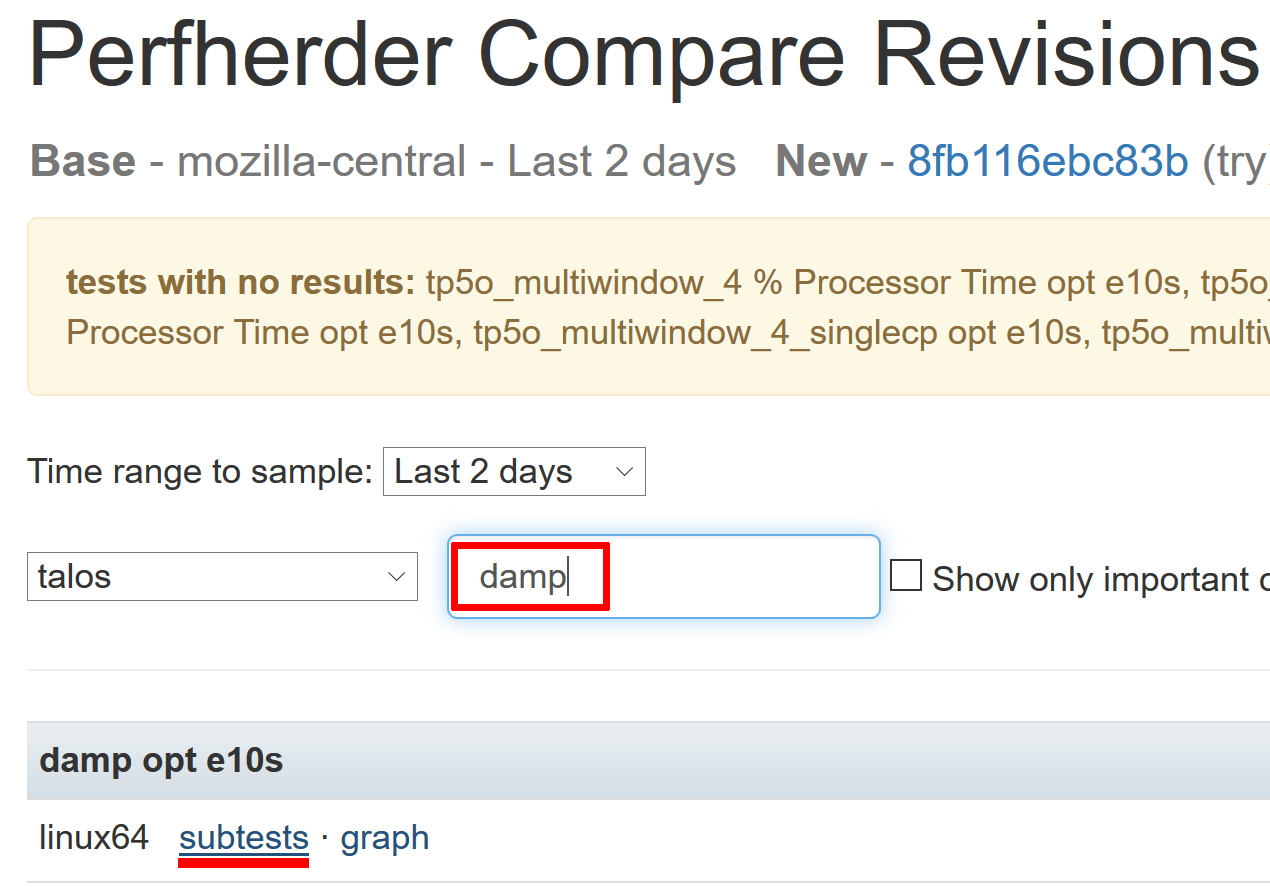 Perfherder Compare Revisions
Base - mozilla-central - Last 2 days New - 8fb116ebc83b (try)
tests with no results: tp5o_multiwindow_4 % Processor Time opt e10s, tp5o_
Processor Time opt e10s, tp5o_multiwindow_4_singlecp opt e10s, tp5o_multiw
Time range to sample: Last 2 days
talos damp Show only important
damp opt e10s
linux64 subtests · graph